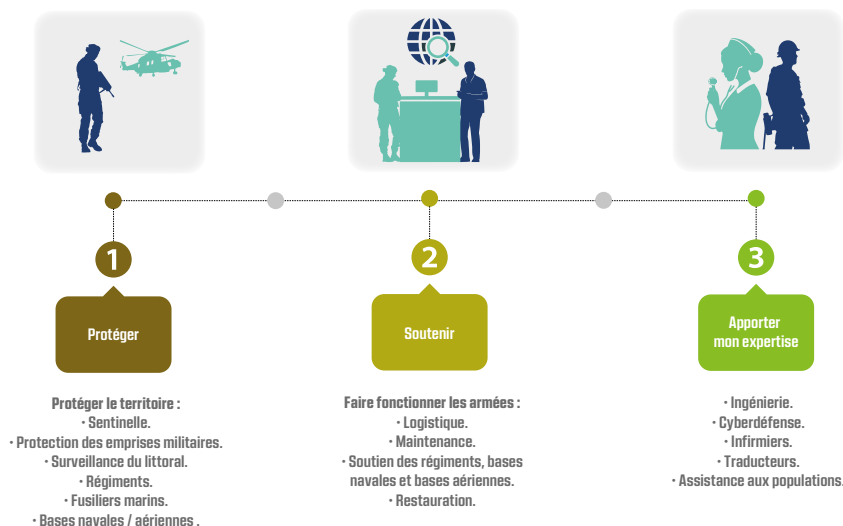 1
Protéger
Protéger le territoire :
• Sentinelle.
• Protection des emprises militaires.
• Surveillance du littoral.
• Régiments.
• Fusiliers marins.
• Bases navales / aériennes .
2
Soutenir
Faire fonctionner les armées :
• Logistique.
• Maintenance.
• Soutien des régiments, bases
navales et bases aériennes.
• Restauration.
3
Apporter
mon expertise
• Ingénierie.
• Cyberdéfense.
• Infirmiers.
• Traducteurs.
• Assistance aux populations.